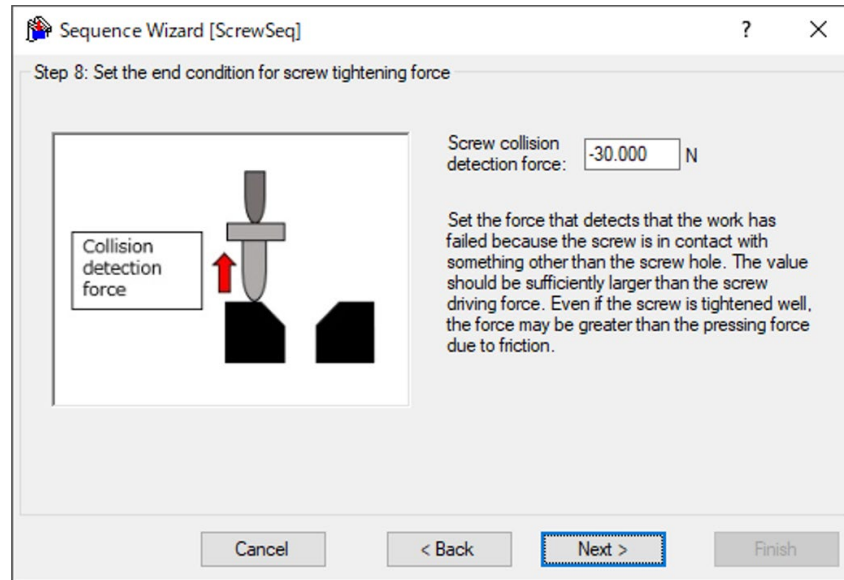 Sequence Wizard [ScrewSeq]
?
Step 8: Set the end condition for screw tightening force
Screw collision
detection force:
-30.000
N
Collision
detection
force
Set the force that detects that the work has
failed because the screw is in contact with
something other than the screw hole. The value
should be sufficiently larger than the screw
driving force. Even if the screw is tightened well,
the force may be greater than the pressing force
due to friction.
Cancel
< Back
Next >
Finish